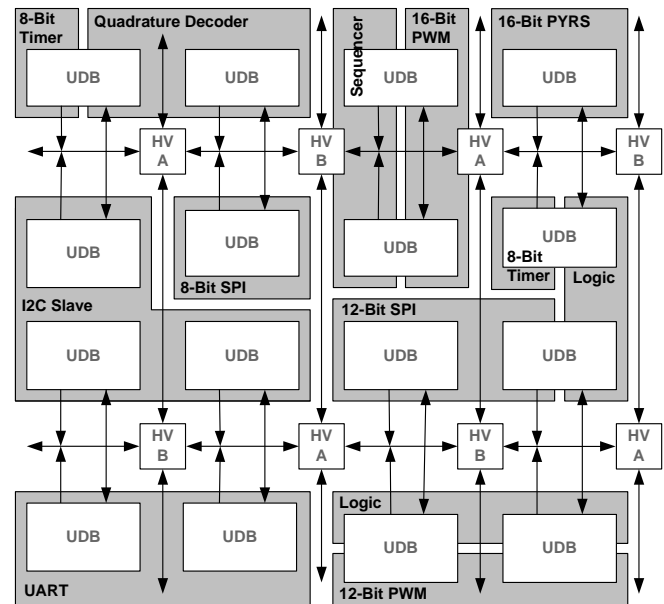 8-Bit
Timer
Quadrature Decoder
Sequencer
16-Bit
PWM
16-Bit PYRS
UDB
UDB
UDB
UDB
HV
A
HV
B
HV
A
HV
B
UDB
UDB
UDB
UDB
8-Bit SPI
8-Bit
Timer
Logic
I2C Slave
12-Bit SPI
UDB
UDB
UDB
UDB
HV
B
HV
A
HV
B
HV
A
Logic
UDB
UDB
UDB
UDB
UART
12-Bit PWM